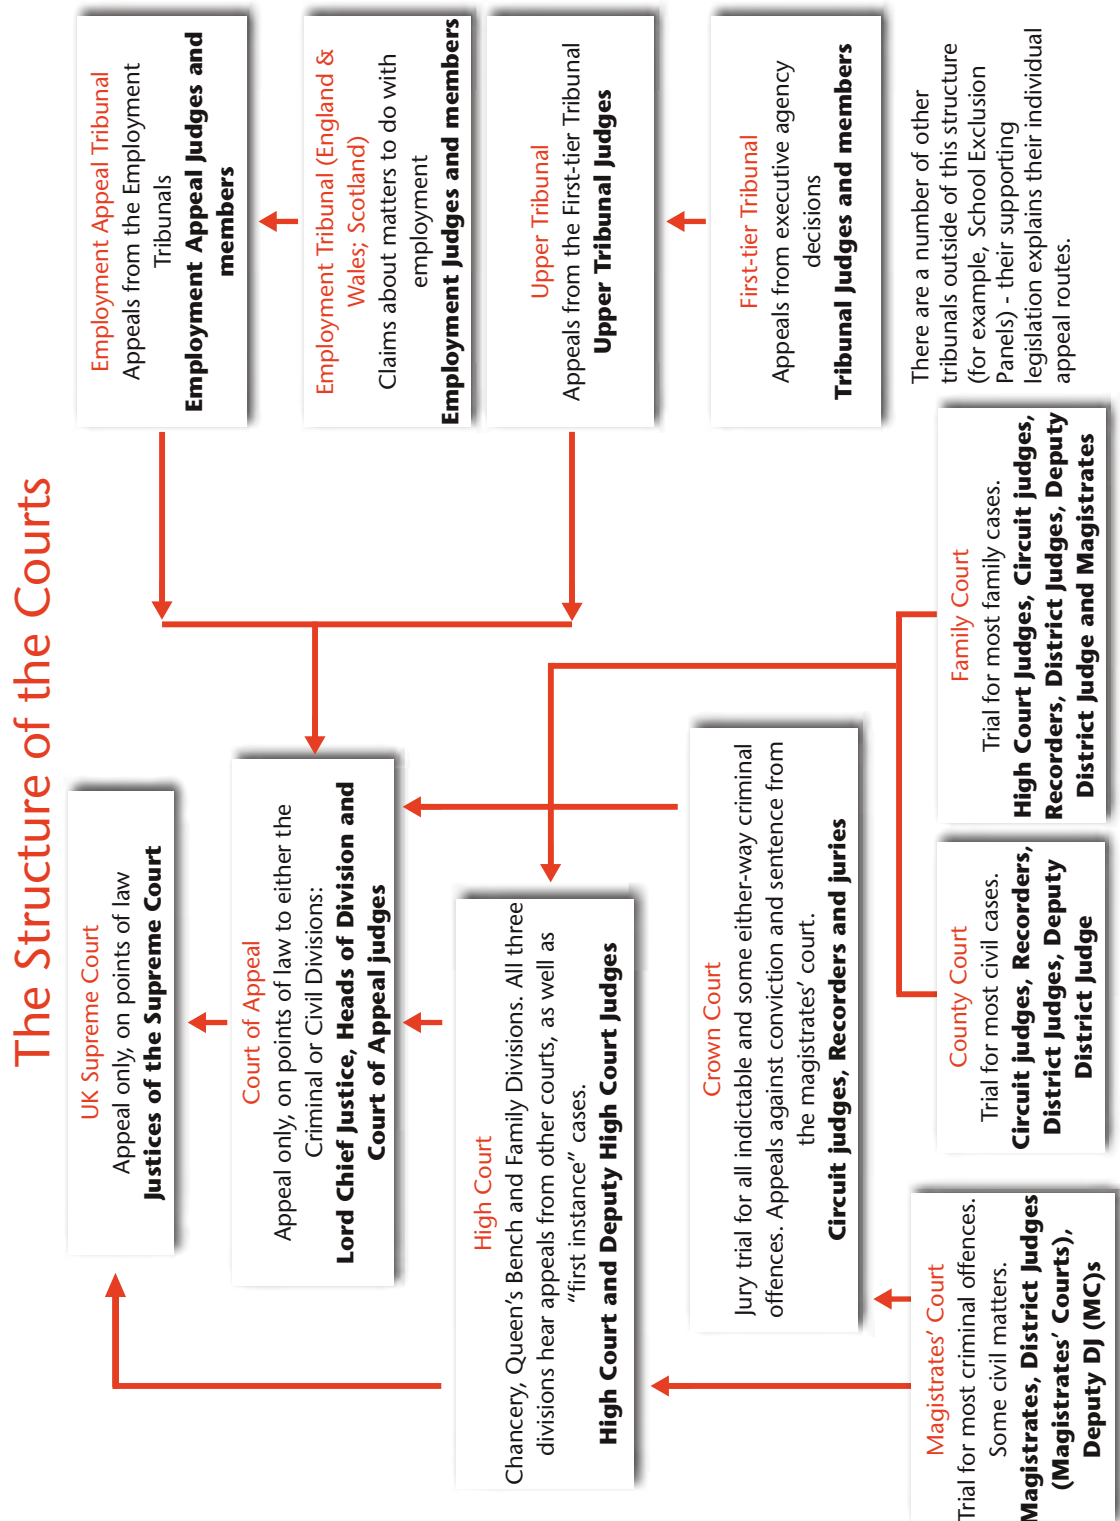 The Structure of the Courts
UK Supreme Court
Appeal only, on points of law
Justices of the Supreme Court
Court of Appeal
Appeal only, on points of law to either the
Criminal or Civil Divisions:
Lord Chief Justice, Heads of Division and
Court of Appeal judges
High Court
Chancery, Queen's Bench and Family Divisions. All three
divisions hear appeals from other courts, as well as
"first instance" cases.
High Court and Deputy High Court Judges
Crown Court
Jury trial for all indictable and some either-way criminal
offences. Appeals against conviction and sentence from
the magistrates' court.
Circuit judges, Recorders and juries
Magistrates' Court
Trial for most criminal offences.
Some civil matters.
Magistrates, District Judges
(Magistrates' Courts),
Deputy DJ (MC)s
County Court
Trial for most civil cases.
Circuit judges, Recorders,
District Judges, Deputy
District Judge
Family Court
Trial for most family cases.
High Court Judges, Circuit judges,
Recorders, District Judges, Deputy
District Judge and Magistrates
Employment Appeal Tribunal
Appeals from the Employment
Tribunals
Employment Appeal Judges and
members
Employment Tribunal (England &
Wales; Scotland)
Claims about matters to do with
employment
Employment Judges and members
Upper Tribunal
Appeals from the First-tier Tribunal
Upper Tribunal Judges
First-tier Tribunal
Appeals from executive agency
decisions
Tribunal Judges and members
There are a number of other
tribunals outside of this structure
(for example, School Exclusion
Panels) - their supporting
legislation explains their individual
appeal routes.